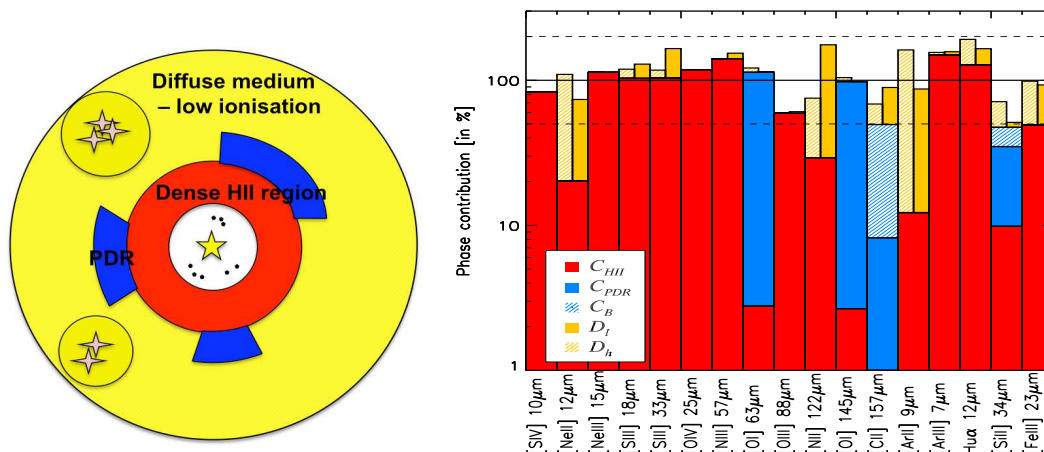 Diffuse medium
– low ionisation
Dense HII region
PDR
Phase contribution [in %]
100
10
1
C_HII
C_PDR
C_B
D_I
D_h
[SIV] 10μm
[NeII] 12μm
[NeIII] 15μm
[SIII] 18μm
[SIII] 33μm
[OIV] 25μm
[NIII] 57μm
[OI] 63μm
[OIII] 88μm
[NII] 122μm
[OI] 145μm
[CII] 157μm
[ArII] 9μm
[ArIII] 7μm
Huα 12μm
[SiII] 34μm
[FeIII] 23μm